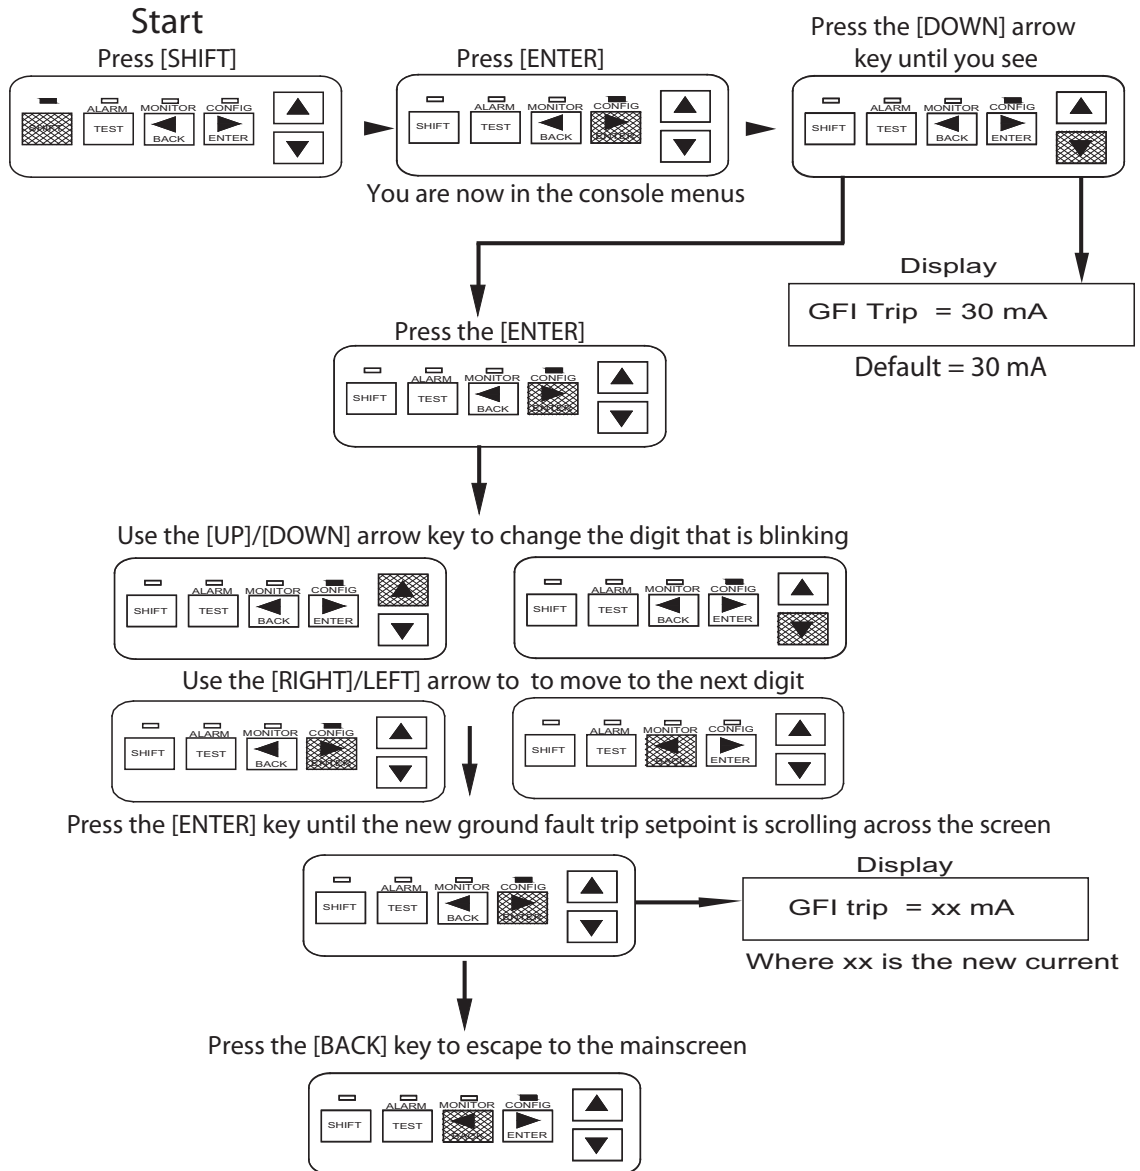 Start
Press [SHIFT]
ALARM MONITOR CONFIG
SHIFT TEST
BACK ENTER
Press [ENTER]
ALARM MONITOR CONFIG
SHIFT TEST
BACK ENTER
You are now in the console menus
Press the [DOWN] arrow
key until you see
ALARM MONITOR CONFIG
SHIFT TEST
BACK ENTER
Display
GFI Trip = 30 mA
Default = 30 mA
Press the [ENTER]
ALARM MONITOR CONFIG
SHIFT TEST
BACK ENTER
Use the [UP]/[DOWN] arrow key to change the digit that is blinking
ALARM MONITOR CONFIG
SHIFT TEST
BACK ENTER
ALARM MONITOR CONFIG
SHIFT TEST
BACK ENTER
Use the [RIGHT]/LEFT] arrow to to move to the next digit
ALARM MONITOR CONFIG
SHIFT TEST
BACK ENTER
ALARM MONITOR CONFIG
SHIFT TEST
BACK ENTER
Press the [ENTER] key until the new ground fault trip setpoint is scrolling across the screen
ALARM MONITOR CONFIG
SHIFT TEST
BACK ENTER
Display
GFI trip = xx mA
Where xx is the new current
Press the [BACK] key to escape to the mainscreen
ALARM MONITOR CONFIG
SHIFT TEST
BACK ENTER